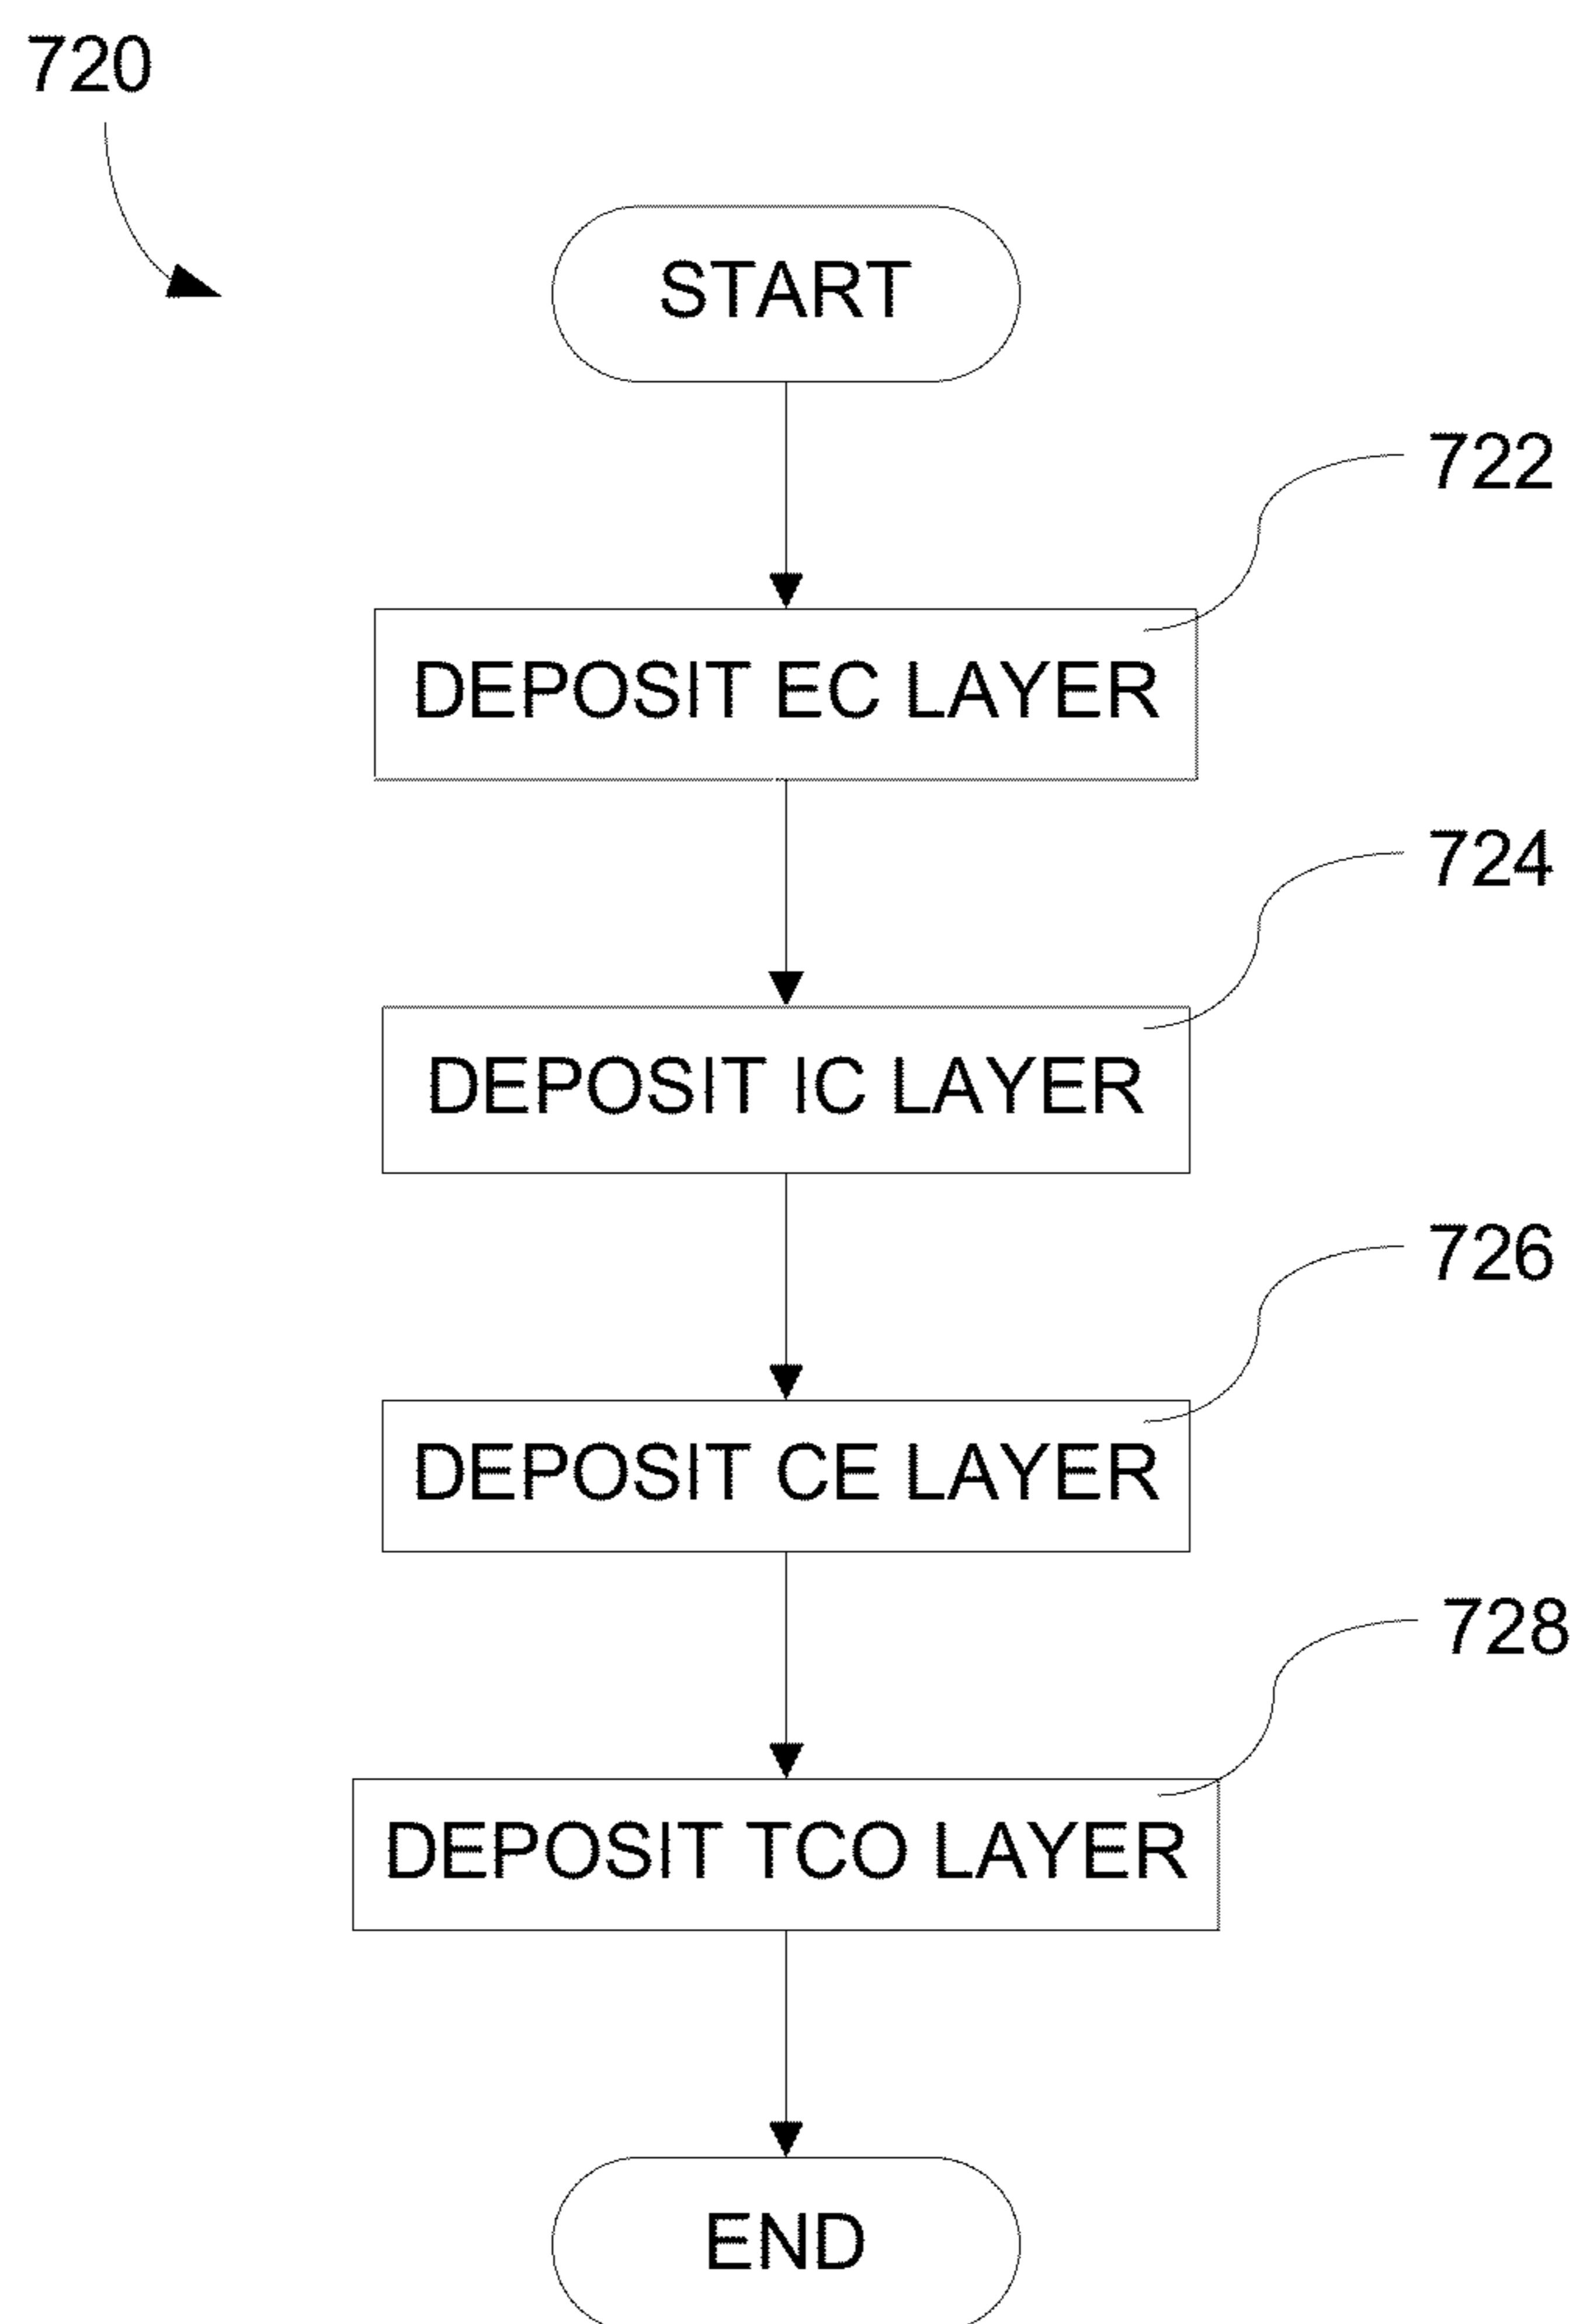 720
START
722
DEPOSIT EC LAYER
724
DEPOSIT IC LAYER
726
DEPOSIT CE LAYER
728
DEPOSIT TCO LAYER
END